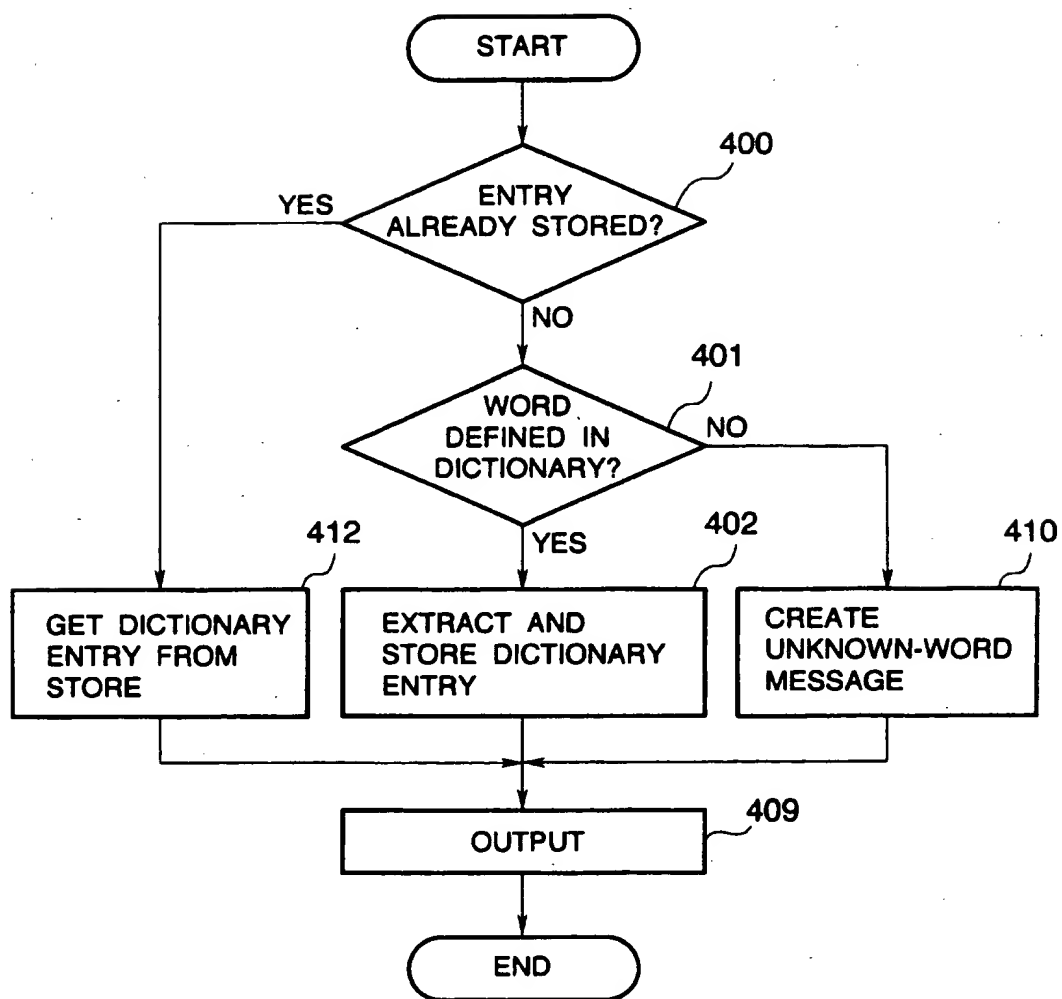 START
400
ENTRY
ALREADY STORED?
YES
NO
401
WORD
DEFINED IN
DICTIONARY?
NO
YES
412
GET DICTIONARY
ENTRY FROM
STORE
402
EXTRACT AND
STORE DICTIONARY
ENTRY
410
CREATE
UNKNOWN-WORD
MESSAGE
409
OUTPUT
END